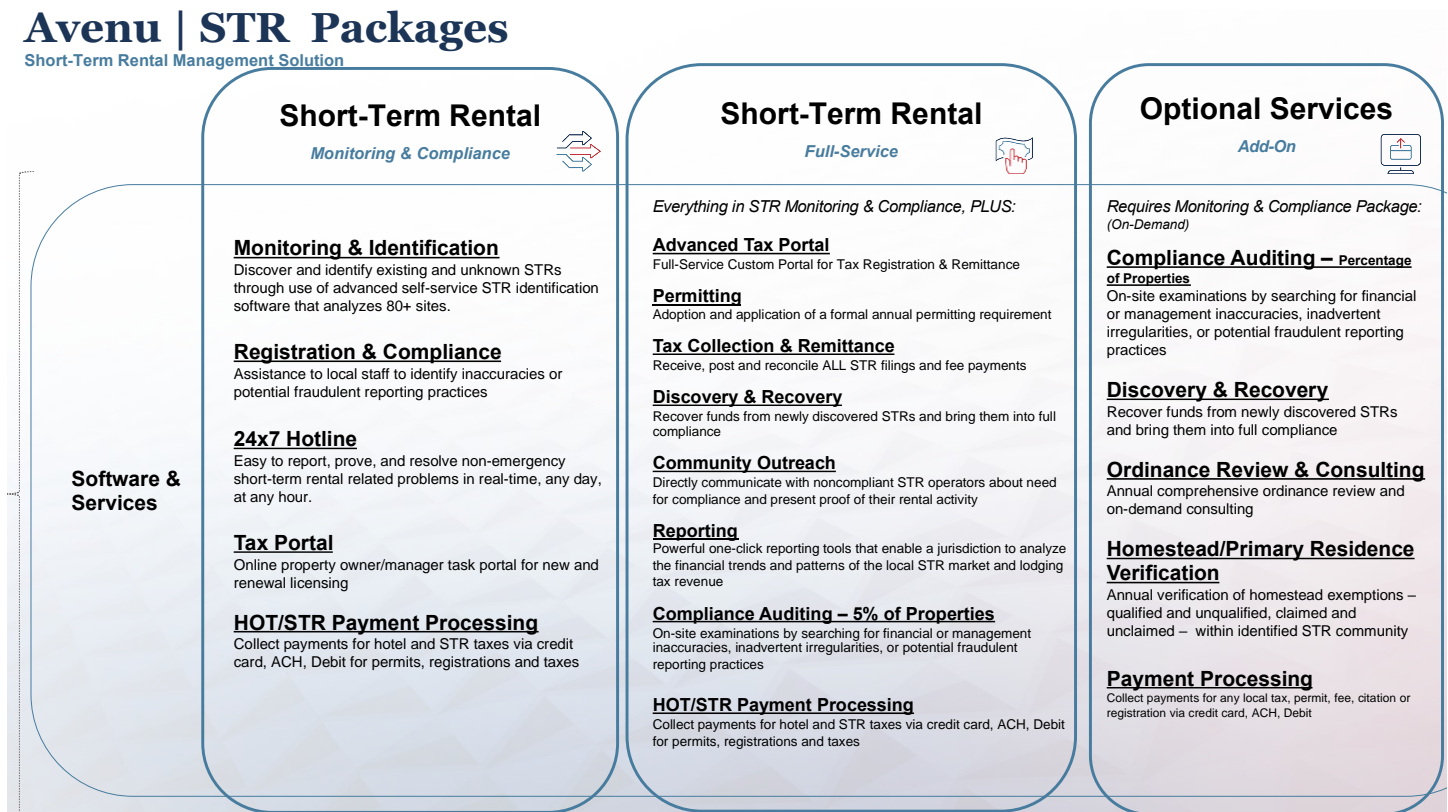 Avenu | STR Packages
Short-Term Rental Management Solution
Software &
Services
Short-Term Rental
Monitoring & Compliance
Monitoring & Identification
Discover and identify existing and unknown STRs
through use of advanced self-service STR identification
software that analyzes 80+ sites.
Registration & Compliance
Assistance to local staff to identify inaccuracies or
potential fraudulent reporting practices
24x7 Hotline
Easy to report, prove, and resolve non-emergency
short-term rental related problems in real-time, any day,
at any hour.
Tax Portal
Online property owner/manager task portal for new and
renewal licensing
HOT/STR Payment Processing
Collect payments for hotel and STR taxes via credit
card, ACH, Debit for permits, registrations and taxes
Short-Term Rental
Full-Service
Everything in STR Monitoring & Compliance, PLUS:
Advanced Tax Portal
Full-Service Custom Portal for Tax Registration & Remittance
Permitting
Adoption and application of a formal annual permitting requirement
Tax Collection & Remittance
Receive, post and reconcile ALL STR filings and fee payments
Discovery & Recovery
Recover funds from newly discovered STRs and bring them into full
compliance
Community Outreach
Directly communicate with noncompliant STR operators about need
for compliance and present proof of their rental activity
Reporting
Powerful one-click reporting tools that enable a jurisdiction to analyze
the financial trends and patterns of the local STR market and lodging
tax revenue
Compliance Auditing – 5% of Properties
On-site examinations by searching for financial or management
inaccuracies, inadvertent irregularities, or potential fraudulent
reporting practices
HOT/STR Payment Processing
Collect payments for hotel and STR taxes via credit card, ACH, Debit
for permits, registrations and taxes
Optional Services
Add-On
Requires Monitoring & Compliance Package:
(On-Demand)
Compliance Auditing – Percentage
of Properties
On-site examinations by searching for financial
or management inaccuracies, inadvertent
irregularities, or potential fraudulent reporting
practices
Discovery & Recovery
Recover funds from newly discovered STRs
and bring them into full compliance
Ordinance Review & Consulting
Annual comprehensive ordinance review and
on-demand consulting
Homestead/Primary Residence
Verification
Annual verification of homestead exemptions –
qualified and unqualified, claimed and
unclaimed – within identified STR community
Payment Processing
Collect payments for any local tax, permit, fee, citation or
registration via credit card, ACH, Debit